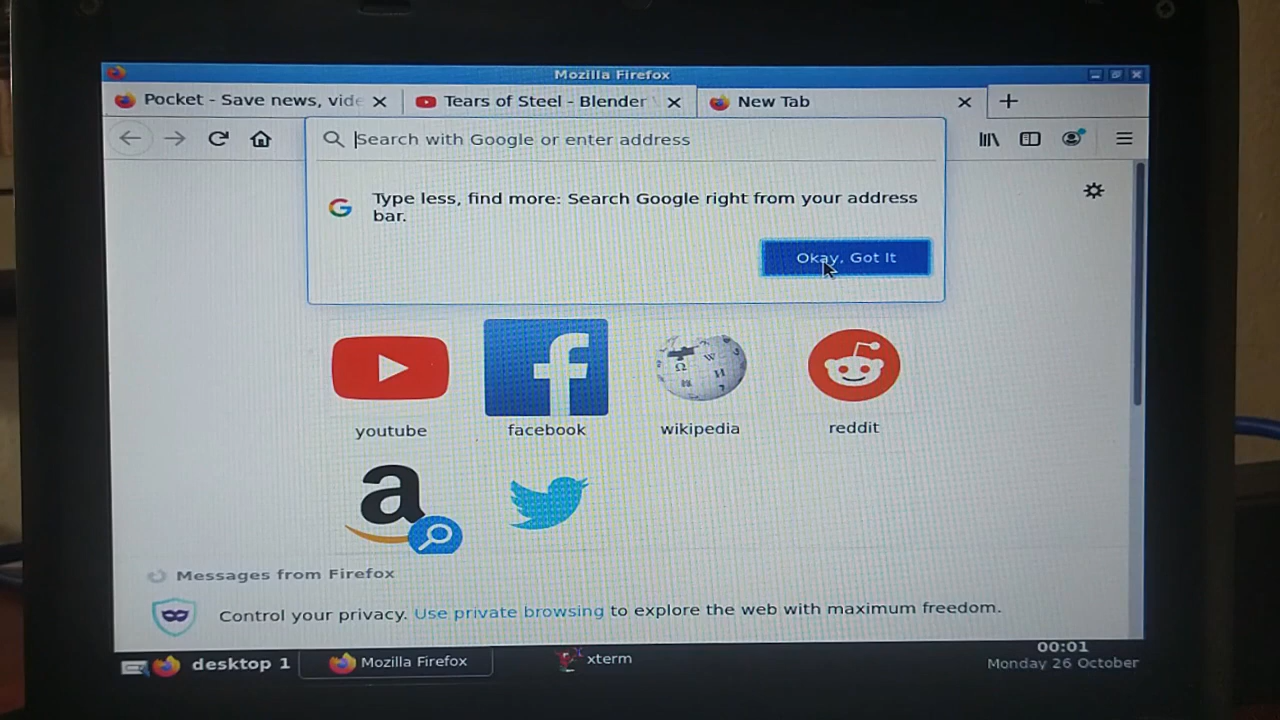 Mozilla Firefox
Pocket - Save news, vide
Tears of Steel - Blender
New Tab
Search with Google or enter address
Type less, find more: Search Google right from your address
bar.
Okay, Got It
youtube
facebook
wikipedia
reddit
Messages from Firefox
Control your privacy. Use private browsing to explore the web with maximum freedom.
desktop 1
Mozilla Firefox
xterm
00:01
Monday 26 October